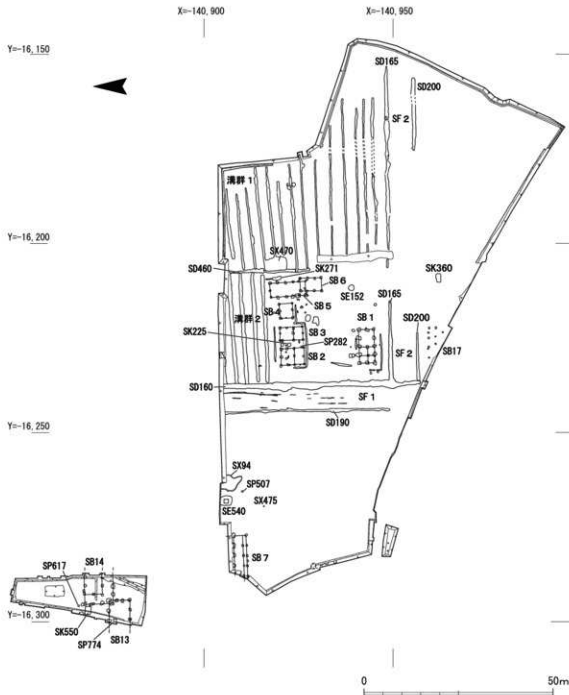 X=-140,900
X=-140,950
Y=-16,150
SD165
SD200
SF2
溝群1
Y=-16,200
SX470
SD460
SK271
SK360
SB6
SE152
SD165
SB5
SB4
溝群2
SB1
SD200
SK225
SB3
SP282
SB2
SF2
SB17
SD160
SF1
SD190
Y=-16,250
SX94
SP507
SE540
SX475
SB7
SP617
SB14
Y=-16,300
SK550
SP774
SB13
0
50m